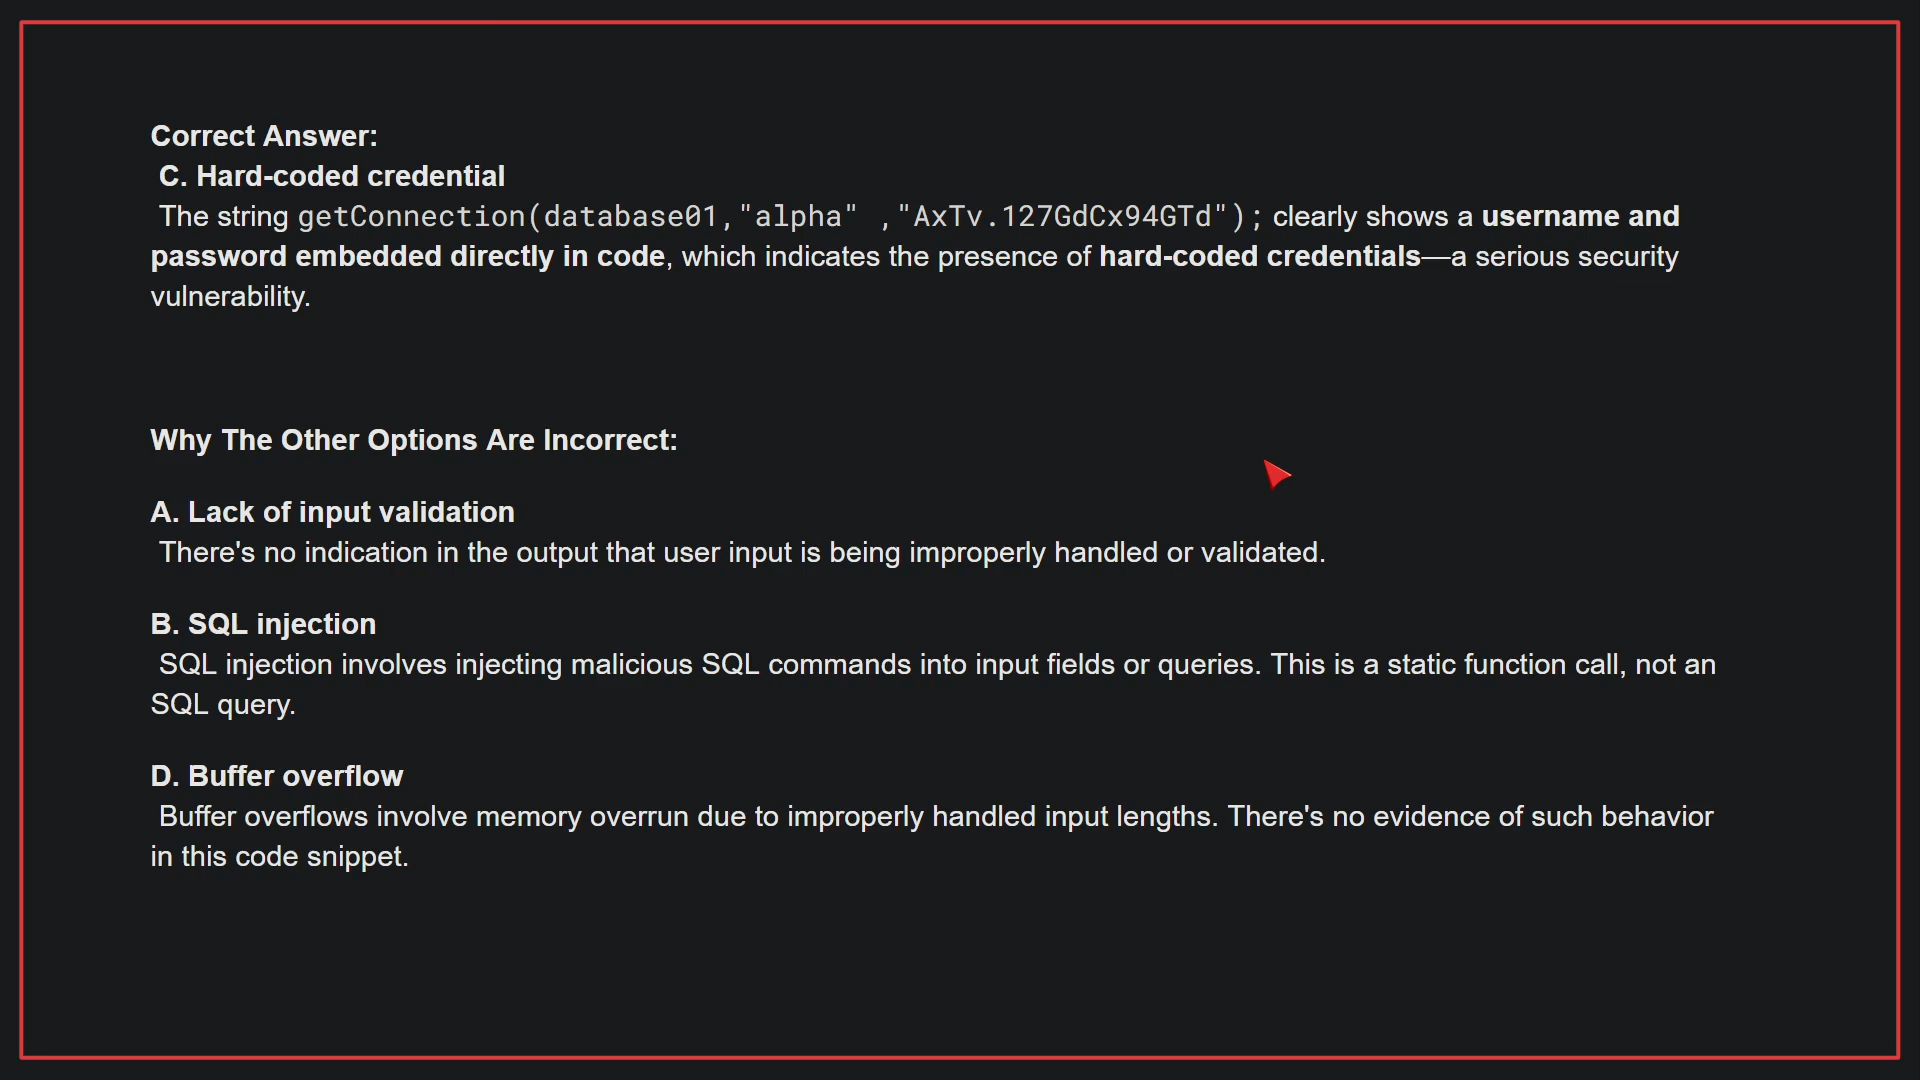 Correct Answer:
C. Hard-coded credential
The string getConnection(database01,"alpha" ,"AxTv.127GdCx94GTd"); clearly shows a username and
password embedded directly in code, which indicates the presence of hard-coded credentials—a serious security
vulnerability.
Why The Other Options Are Incorrect:
A. Lack of input validation
There's no indication in the output that user input is being improperly handled or validated.
B. SQL injection
SQL injection involves injecting malicious SQL commands into input fields or queries. This is a static function call, not an
SQL query.
D. Buffer overflow
Buffer overflows involve memory overrun due to improperly handled input lengths. There's no evidence of such behavior
in this code snippet.